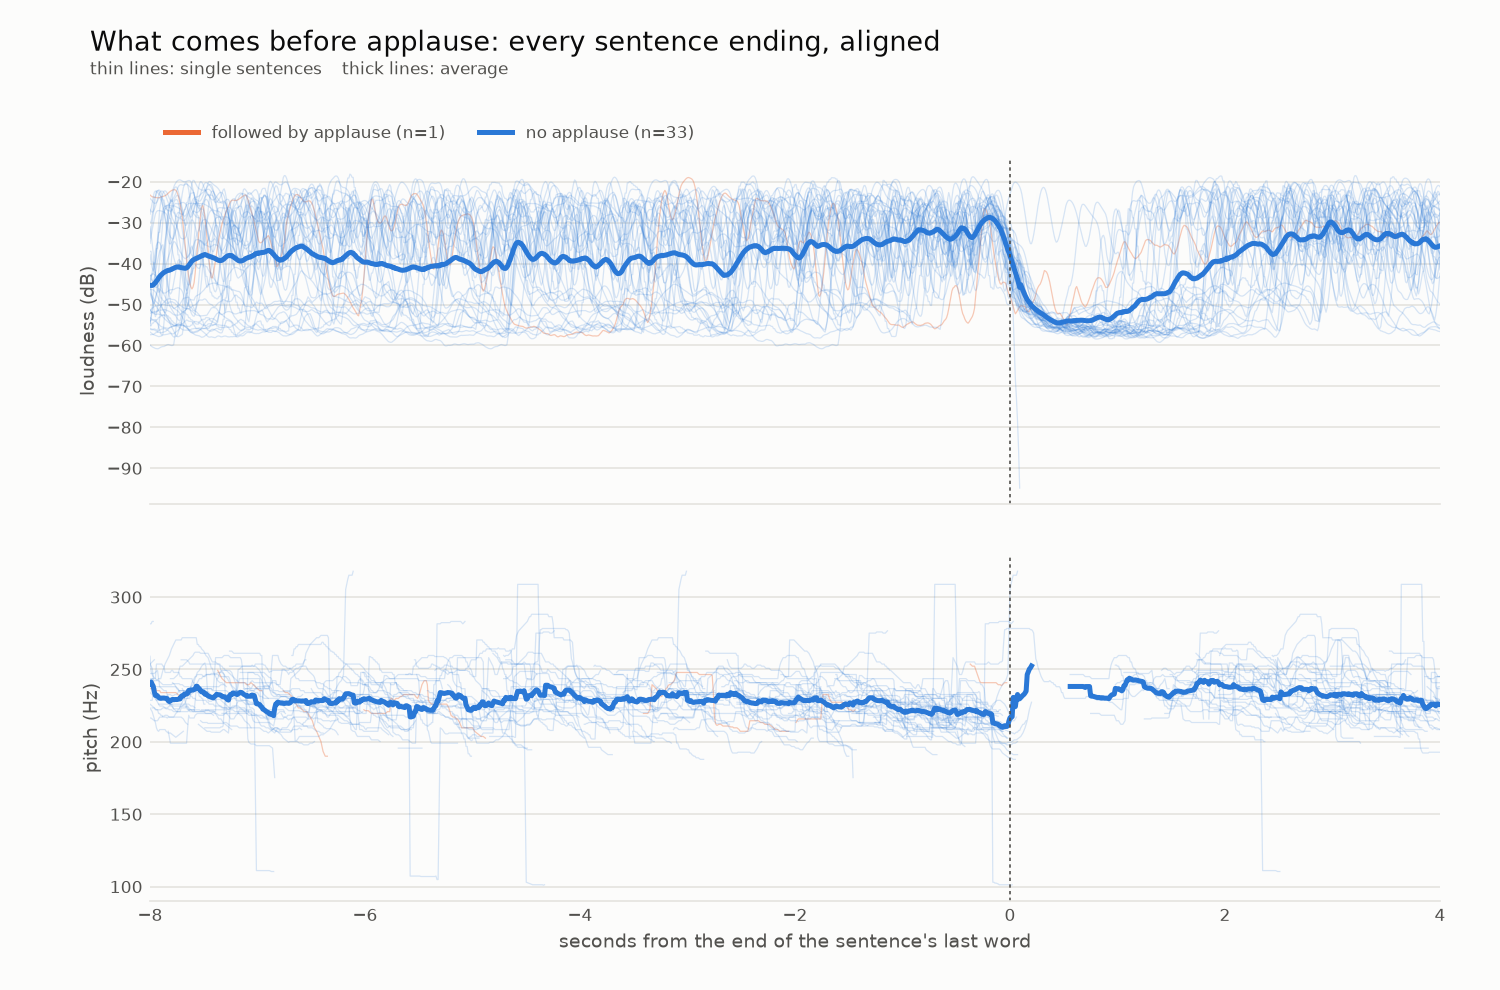 What comes before applause: every sentence ending, aligned
thin lines: single sentences    thick lines: average
followed by applause (n=1)    no applause (n=33)
loudness (dB)
−20
−30
−40
−50
−60
−70
−80
−90
pitch (Hz)
300
250
200
150
100
−8    −6    −4    −2    0    2    4
seconds from the end of the sentence's last word